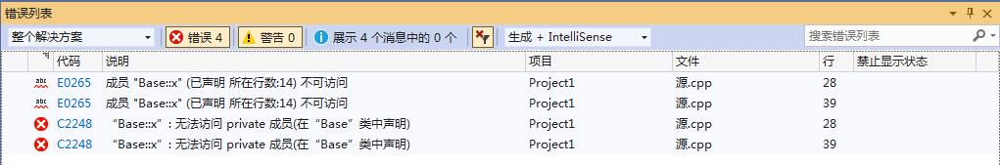 错误列表
整个解决方案 错误 4 警告 0 展示 4 个消息中的 0 个 生成 + IntelliSense 搜索错误列表
代码 说明 项目 文件 行 禁止显示状态
abc E0265 成员 "Base::x" (已声明 所在行数:14) 不可访问 Project1 源.cpp 28
abc E0265 成员 "Base::x" (已声明 所在行数:14) 不可访问 Project1 源.cpp 39
C2248 “Base::x”: 无法访问 private 成员(在“Base”类中声明) Project1 源.cpp 28
C2248 “Base::x”: 无法访问 private 成员(在“Base”类中声明) Project1 源.cpp 39